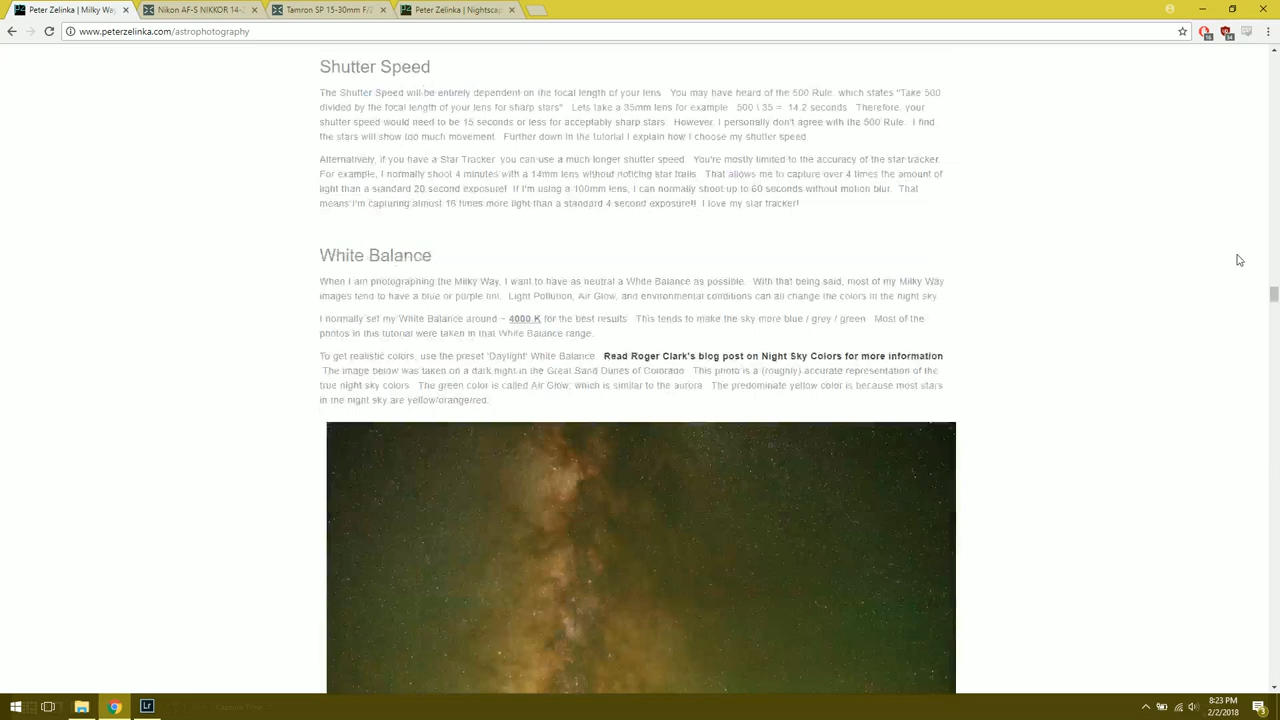 Peter Zelinka | Milky Way
Nikon AF-S NIKKOR 14-2
Tamron SP 15-30mm F/2
Peter Zelinka | Nightscap
www.peterzelinka.com/astrophotography
Shutter Speed
The Shutter Speed will be entirely dependent on the focal length of your lens. You may have heard of the 500 Rule, which states "Take 500
divided by the focal length of your lens for sharp stars" Lets take a 35mm lens for example 500 \ 35 = 14.2 seconds Therefore, your
shutter speed would need to be 15 seconds or less for acceptably sharp stars. However, I personally don't agree with the 500 Rule. I find
the stars will show too much movement. Further down in the tutorial I explain how I choose my shutter speed
Alternatively, if you have a Star Tracker you can use a much longer shutter speed. You're mostly limited to the accuracy of the star tracker.
For example, I normally shoot 4 minutes with a 14mm lens without noticing star trails That allows me to capture over 4 times the amount of
light than a standard 20 second exposure! If I'm using a 100mm lens, I can normally shoot up to 60 seconds without motion blur. That
means I'm capturing almost 16 times more light than a standard 4 second exposure!! I love my star tracker!
White Balance
When I am photographing the Milky Way, I want to have as neutral a White Balance as possible. With that being said, most of my Milky Way
images tend to have a blue or purple tint. Light Pollution, Air Glow, and environmental conditions can all change the colors in the night sky.
I normally set my White Balance around ~ 4000 K for the best results This tends to make the sky more blue / grey / green Most of the
photos in this tutorial were taken in that White Balance range.
To get realistic colors, use the preset 'Daylight' White Balance Read Roger Clark's blog post on Night Sky Colors for more information
The image below was taken on a dark night in the Great Sand Dunes of Colorado This photo is a (roughly) accurate representation of the
true night sky colors. The green color is called Air Glow, which is similar to the aurora The predominate yellow color is because most stars
in the night sky are yellow/orange/red.
Lr
Capture Time
8:23 PM
2/2/2018
3